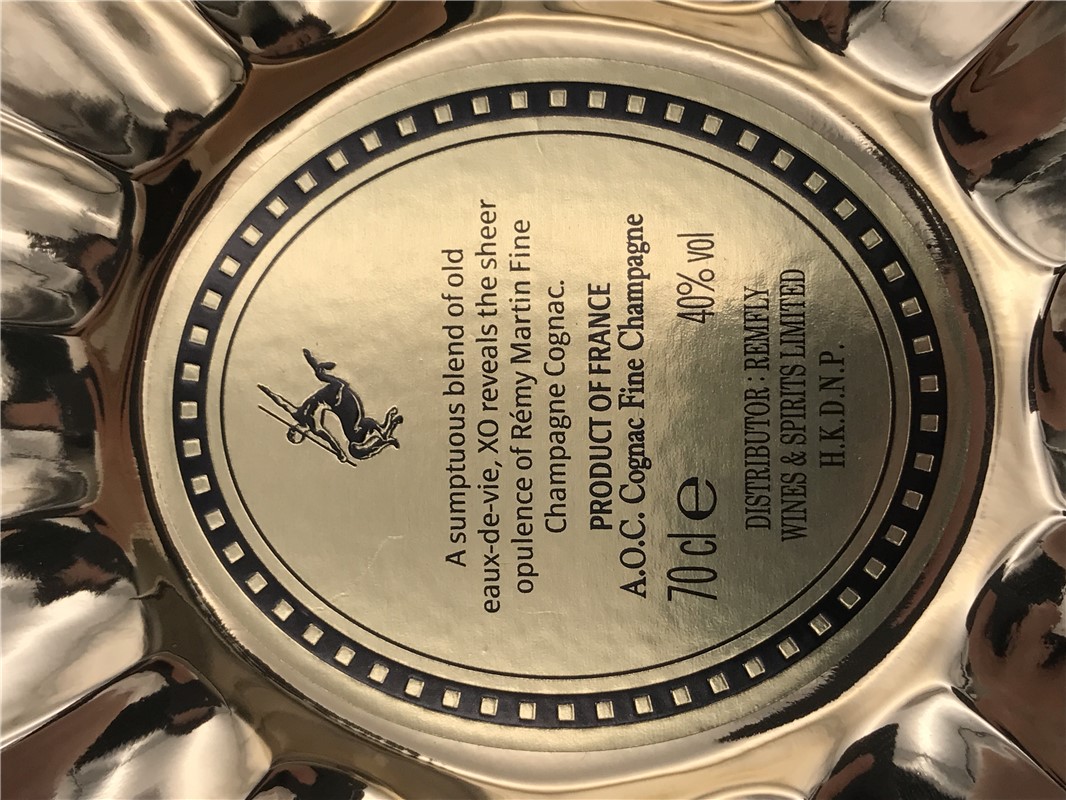 A sumptuous blend of old
eaux-de-vie, XO reveals the sheer
opulence of Rémy Martin Fine
Champagne Cognac.
PRODUCT OF FRANCE
A.O.C. Cognac Fine Champagne
70 cl ℮ 40% vol
DISTRIBUTOR : REMFLY
WINES & SPIRITS LIMITED
H.K.D.N.P.